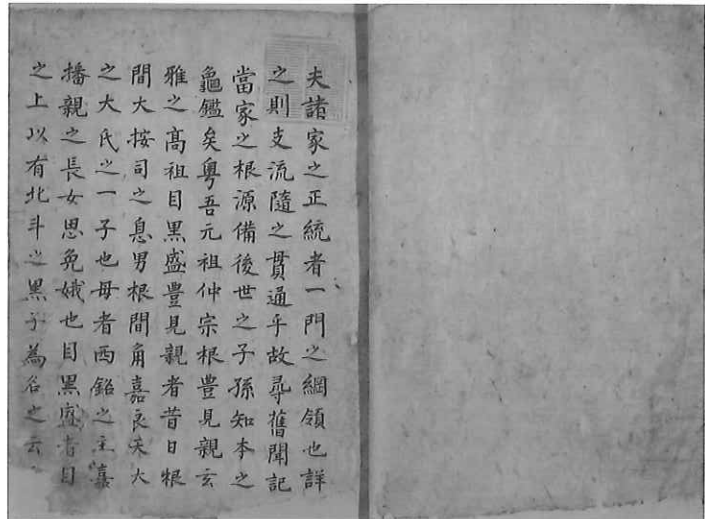 夫諸家之正統者一門之綱領也詳
之則支流隨之貫通乎故尋舊聞記
當家之根源備後世之子孫知本之
龜鑑矣粤吾元祖仲宗根豊見親玄
雅之髙祖目黒盛豊見親者昔日根
間大按司之息男根間角嘉良天大
之大氏之一子也母者西銘之主嘉
播親之長女思免娥也目黒盛者目
之上以有北斗之黒子為名之云々